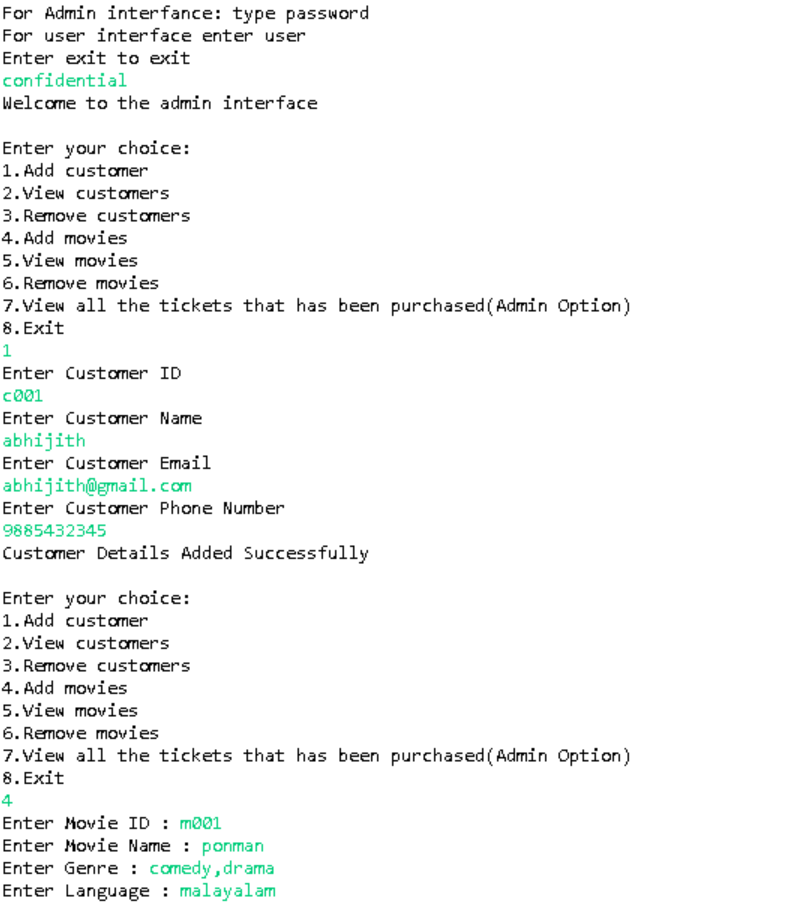 For Admin interfance: type password
For user interface enter user
Enter exit to exit
confidential
Welcome to the admin interface
Enter your choice:
1.Add customer
2.View customers
3.Remove customers
4.Add movies
5.View movies
6.Remove movies
7.View all the tickets that has been purchased(Admin Option)
8.Exit
1
Enter Customer ID
c001
Enter Customer Name
abhijith
Enter Customer Email
abhijith@gmail.com
Enter Customer Phone Number
9885432345
Customer Details Added Successfully
Enter your choice:
1.Add customer
2.View customers
3.Remove customers
4.Add movies
5.View movies
6.Remove movies
7.View all the tickets that has been purchased(Admin Option)
8.Exit
4
Enter Movie ID : m001
Enter Movie Name : ponman
Enter Genre : comedy,drama
Enter Language : malayalam